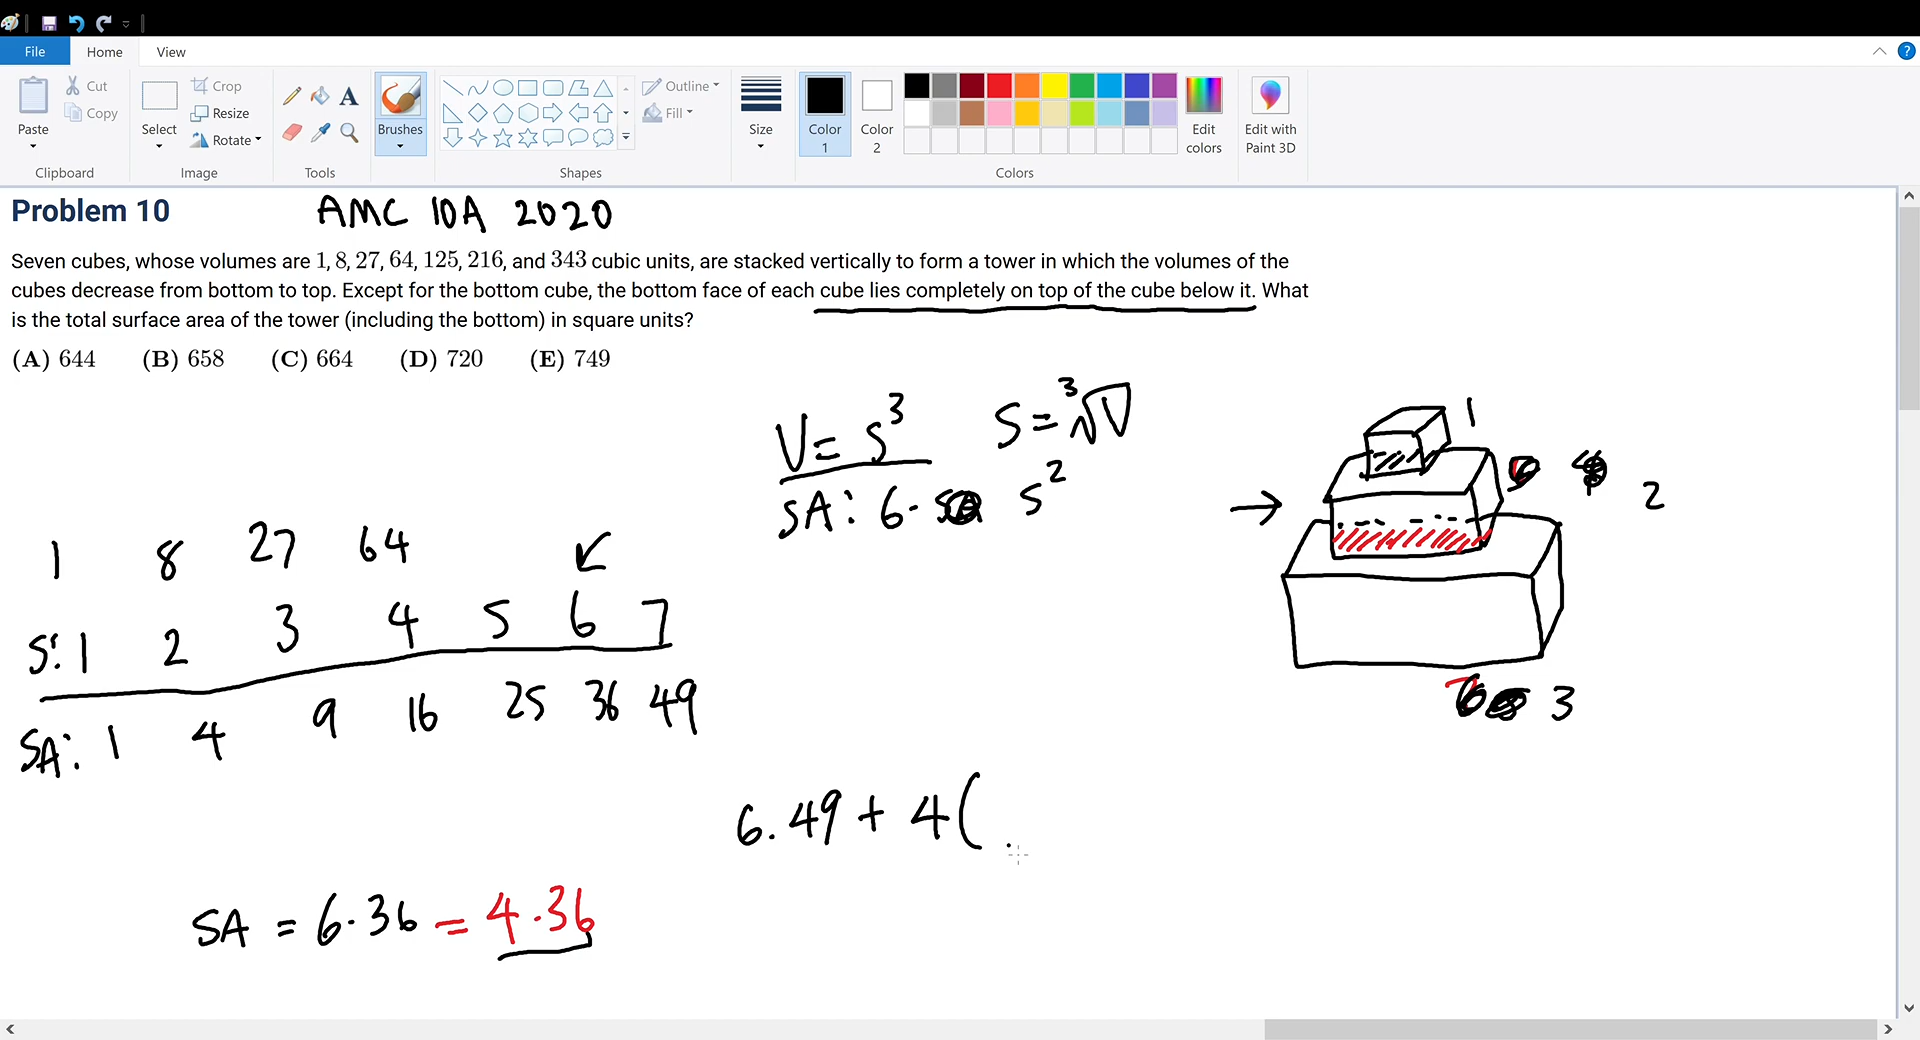 File Home View
Cut
Copy
Paste
Clipboard
Select
Crop
Resize
Rotate
Image
A
Tools
Brushes
Shapes
Outline
Fill
Size
Color 1
Color 2
Edit colors
Edit with Paint 3D
Colors
Problem 10
AMC 10A 2020
Seven cubes, whose volumes are 1, 8, 27, 64, 125, 216, and 343 cubic units, are stacked vertically to form a tower in which the volumes of the
cubes decrease from bottom to top. Except for the bottom cube, the bottom face of each cube lies completely on top of the cube below it. What
is the total surface area of the tower (including the bottom) in square units?
(A) 644 (B) 658 (C) 664 (D) 720 (E) 749
V = s³ S = ³√V
SA: 6· s²
1
2
3
1 8 27 64
S: 1 2 3 4 5 6 7
SA: 1 4 9 16 25 36 49
6.49 + 4(
SA = 6·36 = 4·36